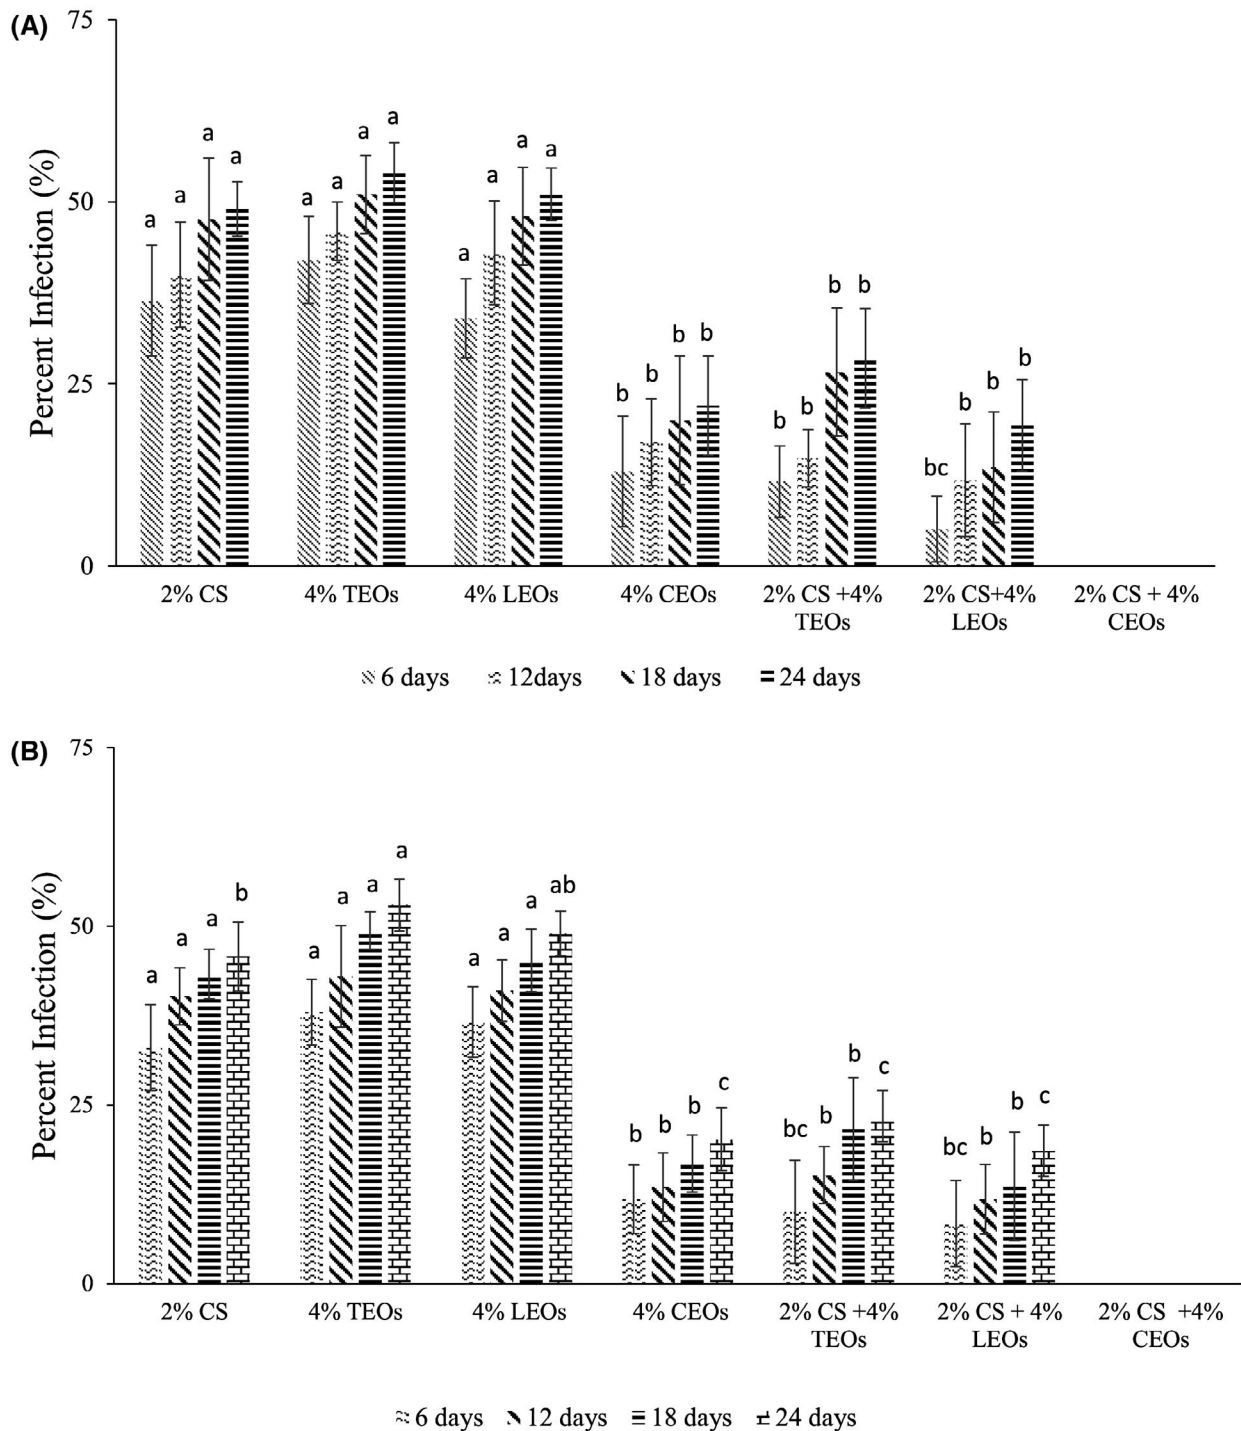 (A)
75
50
25
0
Percent Infection (%)
a a a a a a a a a a a a b b b b b b b b bc b b b
2% CS 4% TEOs 4% LEOs 4% CEOs 2% CS +4% 2% CS+4% 2% CS + 4%
TEOs LEOs CEOs
6 days 12days 18 days 24 days
(B)
75
50
25
0
Percent Infection (%)
a a a b a a a a a a a ab b b b c bc b b c bc b b c
2% CS 4% TEOs 4% LEOs 4% CEOs 2% CS +4% 2% CS + 4% 2% CS +4%
TEOs LEOs CEOs
6 days 12 days 18 days 24 days